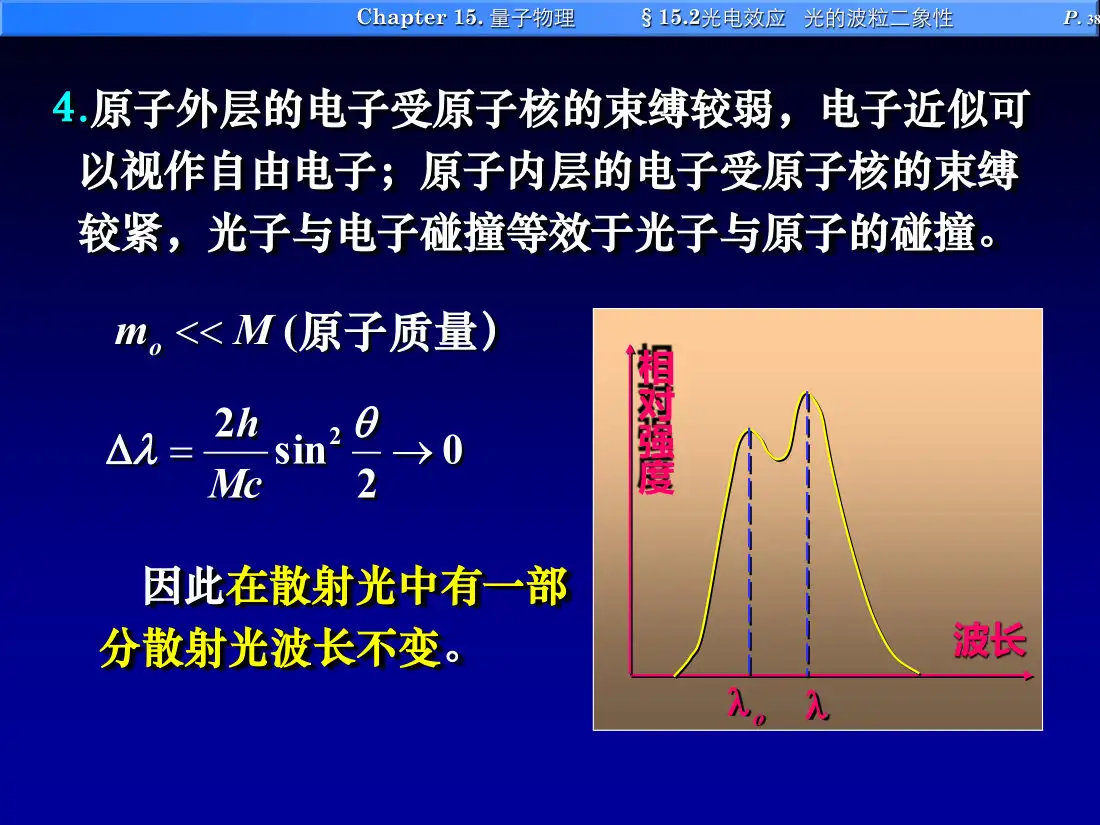 Chapter 15. 量子物理 §15.2光电效应 光的波粒二象性 P. 38
4.原子外层的电子受原子核的束缚较弱，电子近似可
以视作自由电子；原子内层的电子受原子核的束缚
较紧，光子与电子碰撞等效于光子与原子的碰撞。
m_o << M (原子质量）
Δλ = 2h/Mc sin² θ/2 → 0
因此在散射光中有一部
分散射光波长不变。
相对强度
波长
λ_o λ